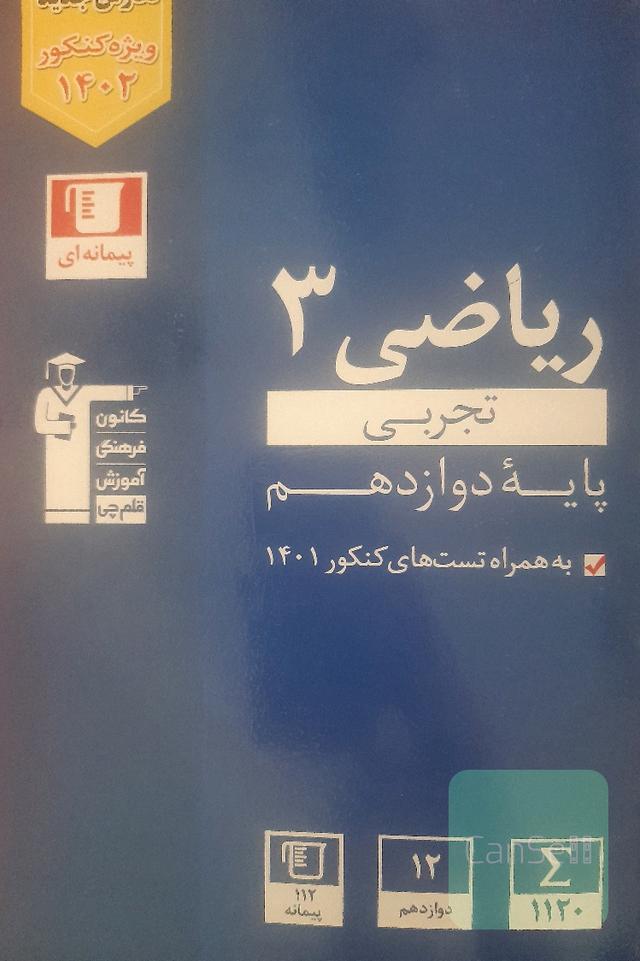 ویژه کنکور
۱۴۰۲
پیمانه‌ای
ریاضی ۳
تجربی
پایهٔ دوازدهم
به همراه تست‌های کنکور ۱۴۰۱
کانون
فرهنگی
آموزش
قلم‌چی
۱۱۲
پیمانه
۱۲
دوازدهم
Σ
۱۱۲۰
CanSell